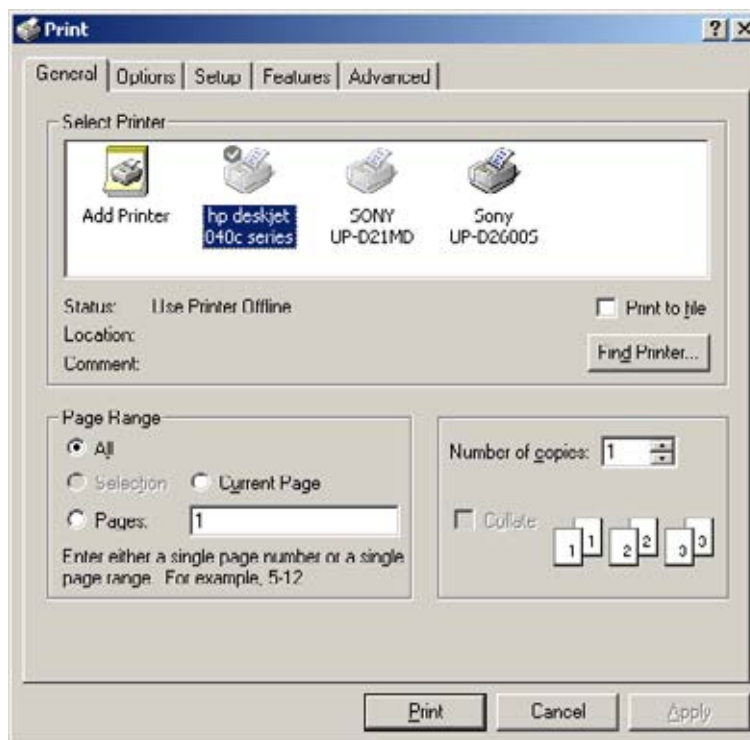 Print
General Options Setup Features Advanced
Select Printer
Add Printer
hp deskjet
040c series
SONY
UP-D21MD
Sony
UP-D2600S
Status: Use Printer Offline
Location:
Comment:
Print to file
Find Printer...
Page Range
All
Selection Current Page
Pages: 1
Enter either a single page number or a single
page range. For example, 5-12
Number of copies: 1
Collate
1 1 2 2 3 3
Print Cancel Apply